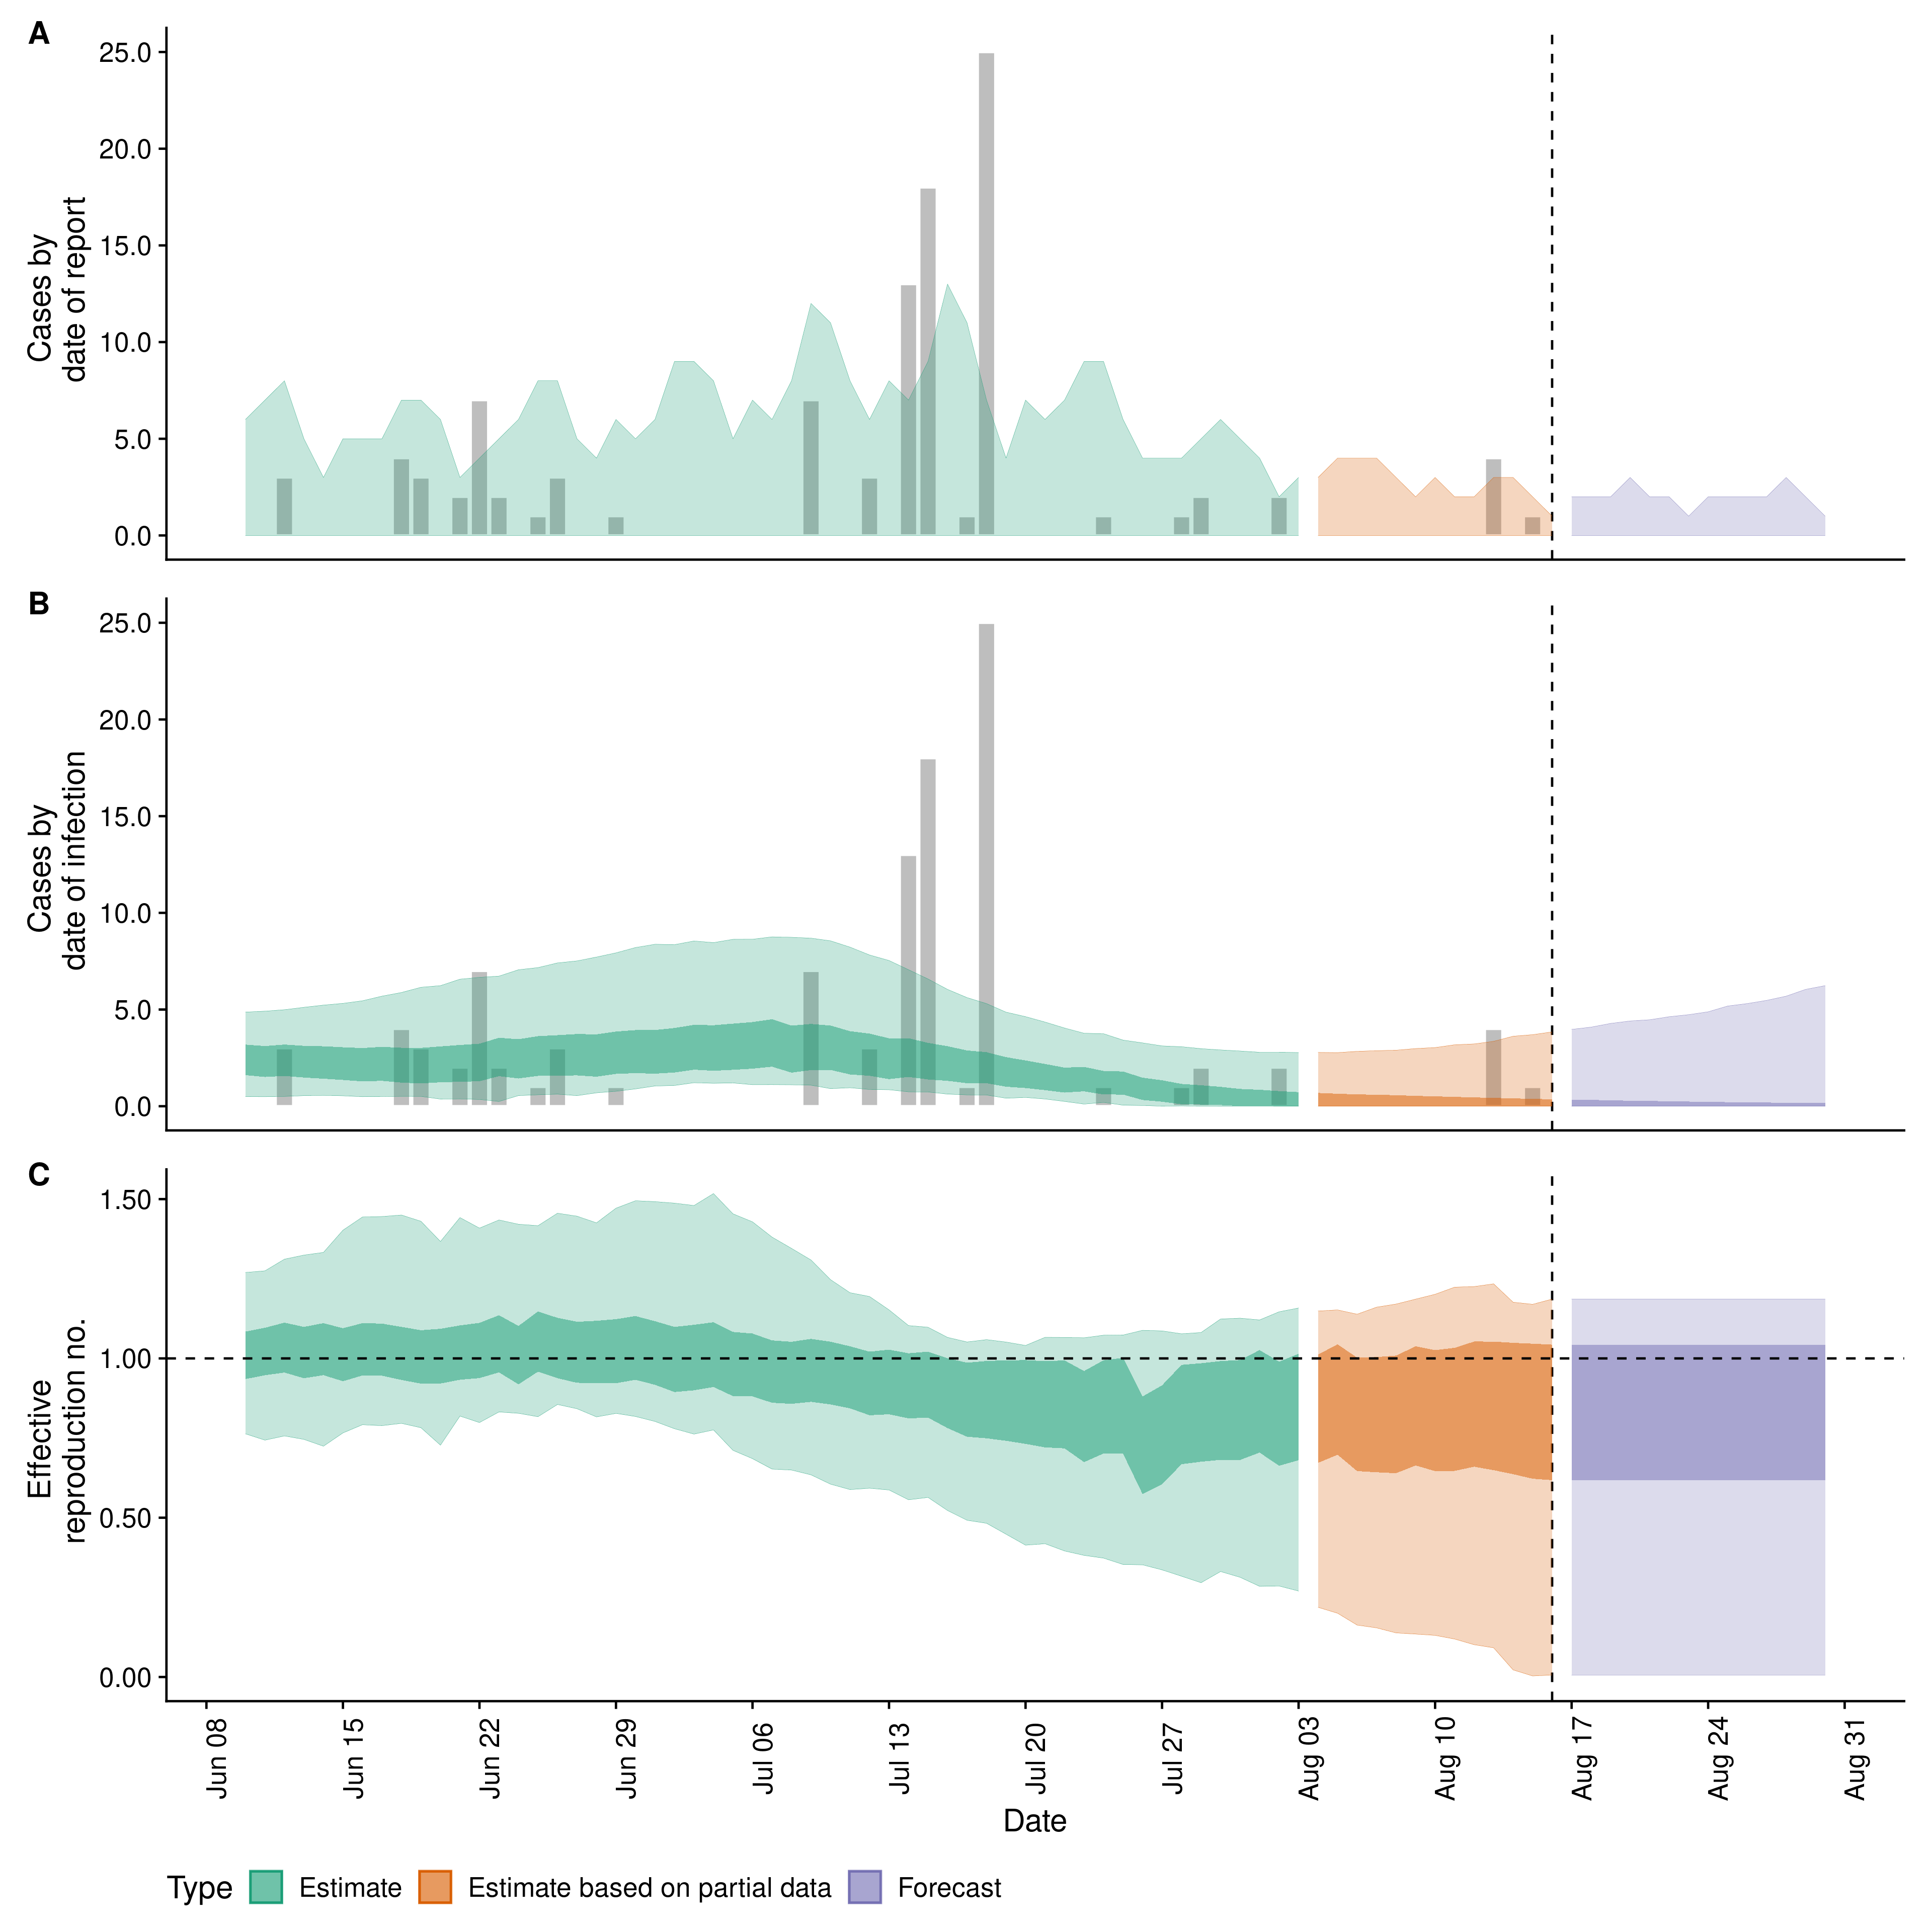 A
Cases by
date of report
25.0
20.0
15.0
10.0
5.0
0.0
B
Cases by
date of infection
25.0
20.0
15.0
10.0
5.0
0.0
C
Effective
reproduction no.
1.50
1.00
0.50
0.00
Jun 08
Jun 15
Jun 22
Jun 29
Jul 06
Jul 13
Jul 20
Jul 27
Aug 03
Aug 10
Aug 17
Aug 24
Aug 31
Date
Type Estimate Estimate based on partial data Forecast